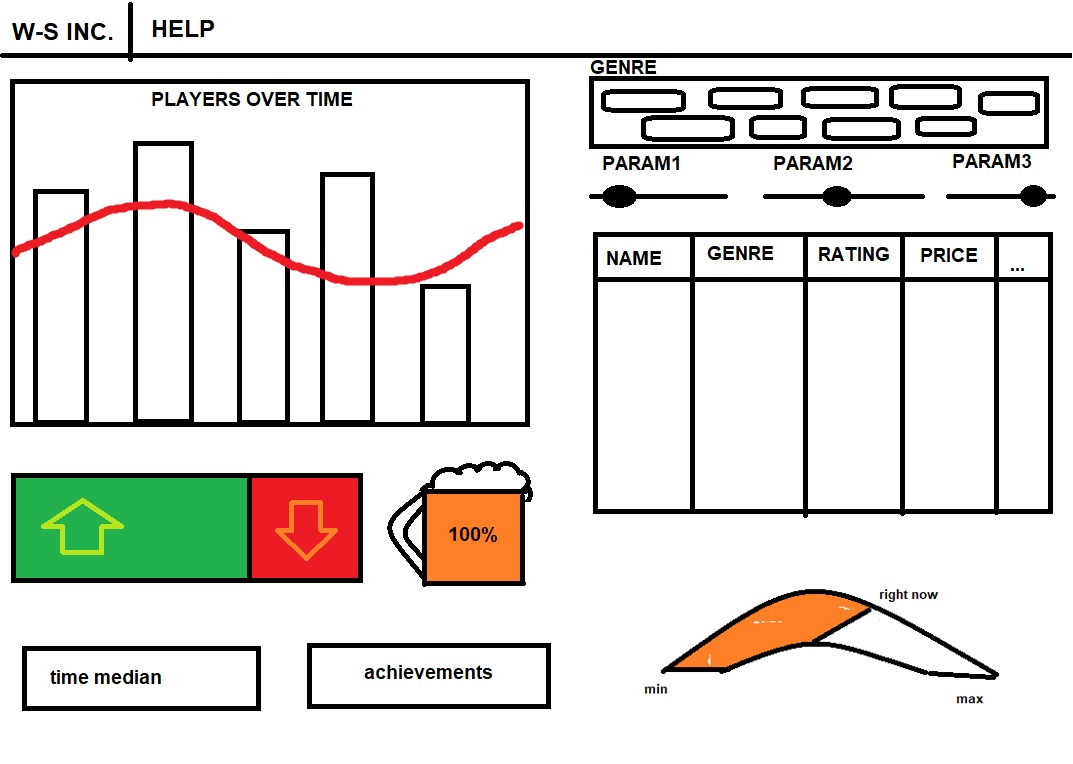 W-S INC.
HELP
PLAYERS OVER TIME
GENRE
PARAM1
PARAM2
PARAM3
NAME
GENRE
RATING
PRICE
...
100%
time median
achievements
right now
min
max